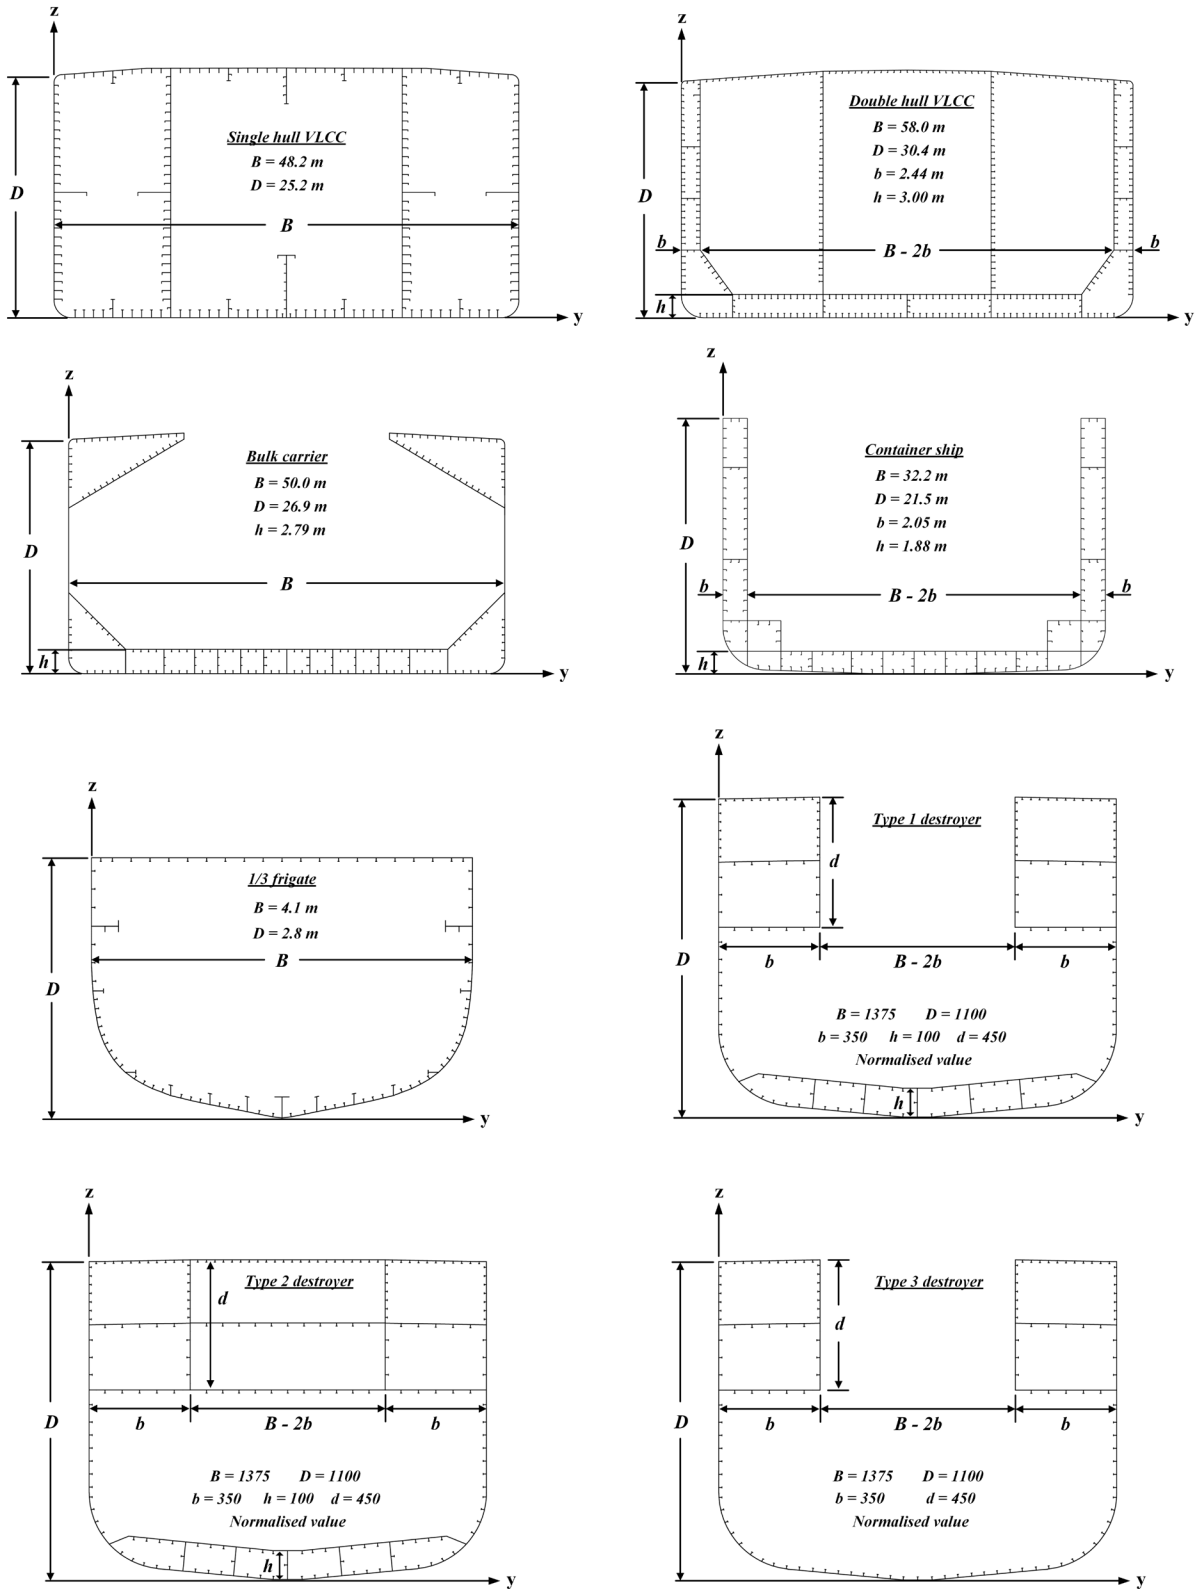 z
Single hull VLCC
B = 48.2 m
D = 25.2 m
D
B
y
z
Double hull VLCC
B = 58.0 m
D = 30.4 m
b = 2.44 m
h = 3.00 m
D
b
B - 2b
b
h
y
z
Bulk carrier
B = 50.0 m
D = 26.9 m
h = 2.79 m
D
B
h
y
z
Container ship
B = 32.2 m
D = 21.5 m
b = 2.05 m
h = 1.88 m
D
b
B - 2b
b
h
y
z
1/3 frigate
B = 4.1 m
D = 2.8 m
B
D
y
z
Type 1 destroyer
d
D
b
B - 2b
b
B = 1375 D = 1100
b = 350 h = 100 d = 450
Normalised value
h
y
z
Type 2 destroyer
d
D
b
B - 2b
b
B = 1375 D = 1100
b = 350 h = 100 d = 450
Normalised value
h
y
z
Type 3 destroyer
d
D
b
B - 2b
b
B = 1375 D = 1100
b = 350 d = 450
Normalised value
y